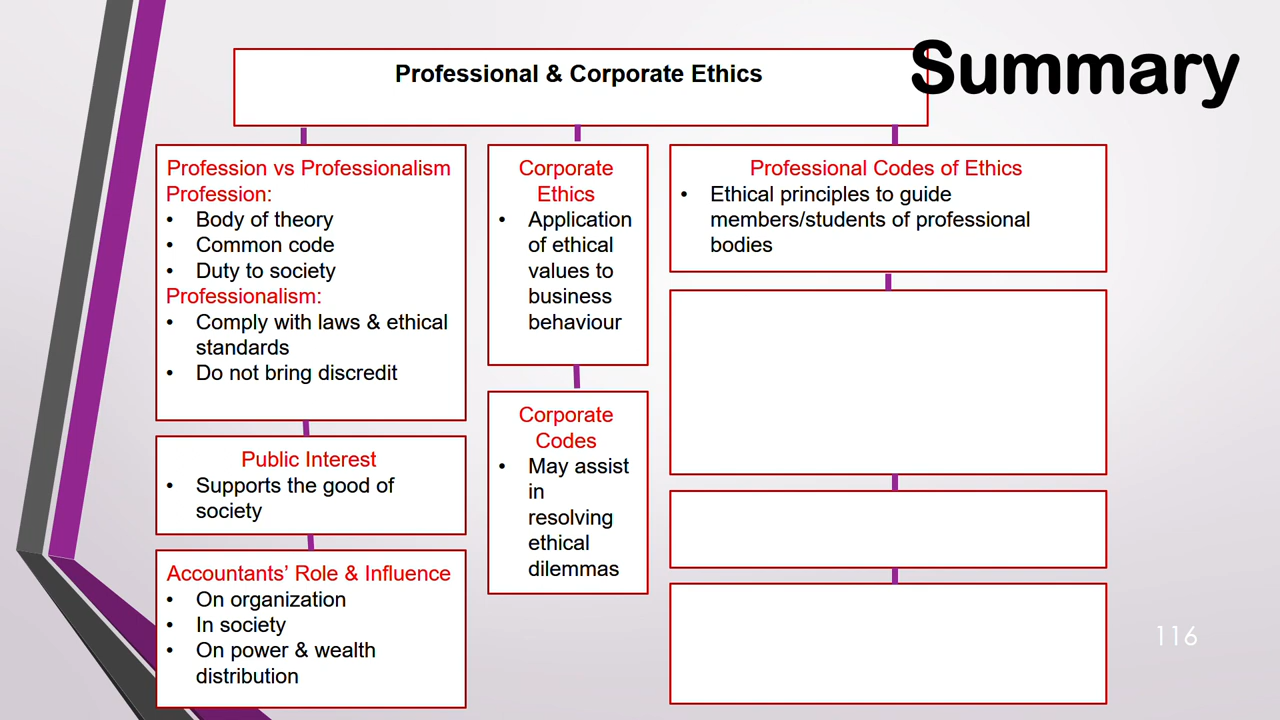 Summary
Professional & Corporate Ethics
Profession vs Professionalism
Profession:
• Body of theory
• Common code
• Duty to society
Professionalism:
• Comply with laws & ethical
standards
• Do not bring discredit
Public Interest
• Supports the good of
society
Accountants’ Role & Influence
• On organization
• In society
• On power & wealth
distribution
Corporate
Ethics
• Application
of ethical
values to
business
behaviour
Corporate
Codes
• May assist
in
resolving
ethical
dilemmas
Professional Codes of Ethics
• Ethical principles to guide
members/students of professional
bodies
116